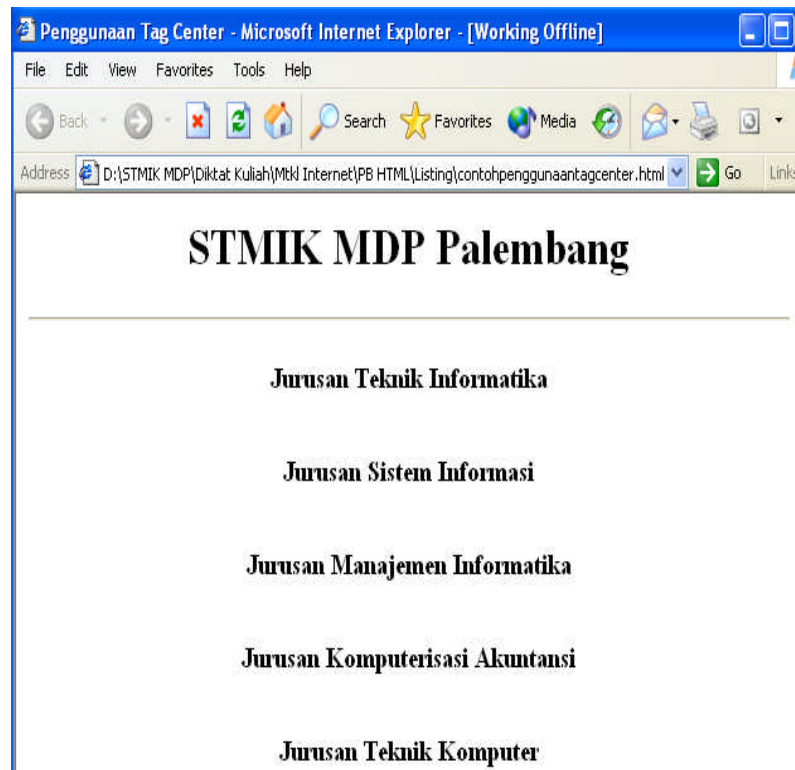 Penggunaan Tag Center - Microsoft Internet Explorer - [Working Offline]
File Edit View Favorites Tools Help
Back Search Favorites Media
Address D:\STMIK MDP\Diktat Kuliah\Mtkl Internet\PB HTML\Listing\contohpenggunaantagcenter.html Go Links
STMIK MDP Palembang
Jurusan Teknik Informatika
Jurusan Sistem Informasi
Jurusan Manajemen Informatika
Jurusan Komputerisasi Akuntansi
Jurusan Teknik Komputer